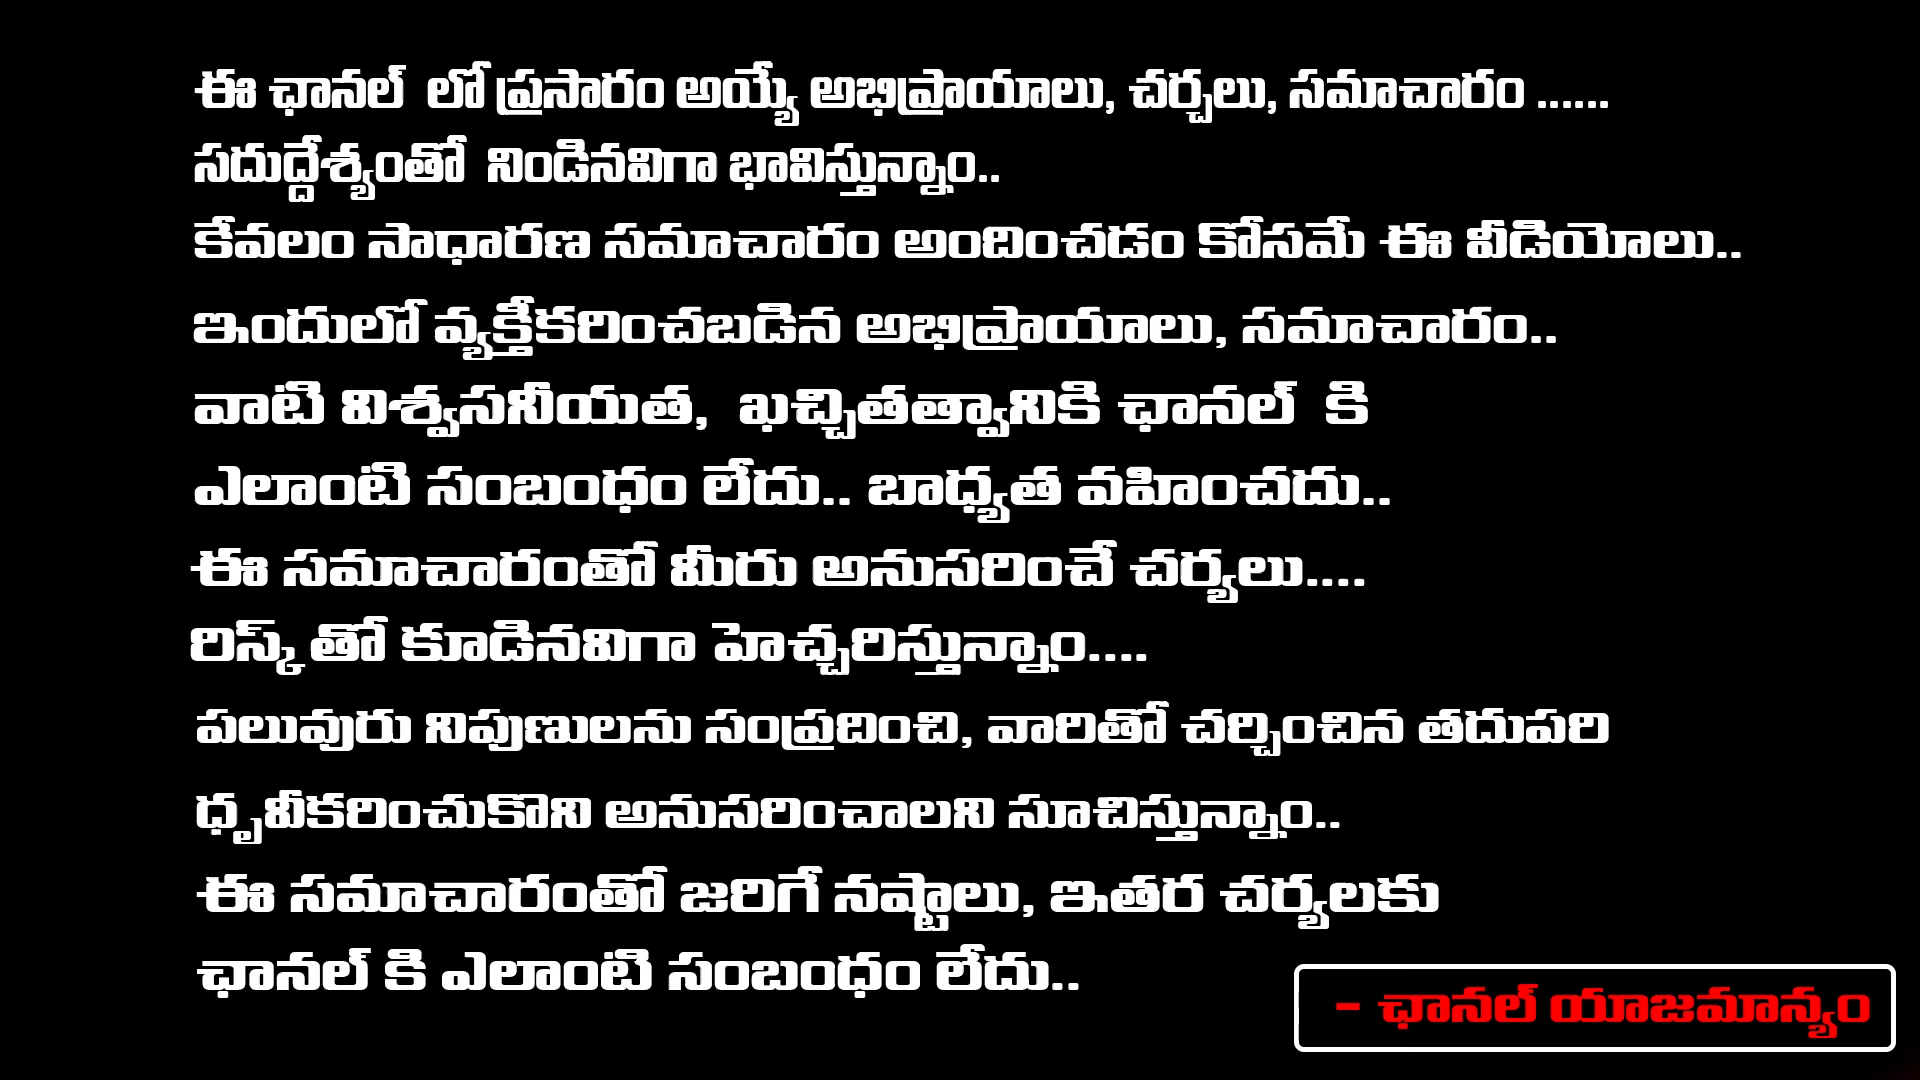 ఈ ఛానల్ లో ప్రసారం అయ్యే అభిప్రాయాలు, చర్చలు, సమాచారం ......
సదుద్దేశ్యంతో నిండినవిగా భావిస్తున్నాం..
కేవలం సాధారణ సమాచారం అందించడం కోసమే ఈ వీడియోలు..
ఇందులో వ్యక్తీకరించబడిన అభిప్రాయాలు, సమాచారం..
వాటి విశ్వసనీయత, ఖచ్చితత్వానికి ఛానల్ కి
ఎలాంటి సంబంధం లేదు.. బాధ్యత వహించదు..
ఈ సమాచారంతో మీరు అనుసరించే చర్యలు....
రిస్క్ తో కూడినవిగా హెచ్చరిస్తున్నాం....
పలువురు నిపుణులను సంప్రదించి, వారితో చర్చించిన తదుపరి
ధృవీకరించుకొని అనుసరించాలని సూచిస్తున్నాం..
ఈ సమాచారంతో జరిగే నష్టాలు, ఇతర చర్యలకు
ఛానల్ కి ఎలాంటి సంబంధం లేదు..
- ఛానల్ యాజమాన్యం